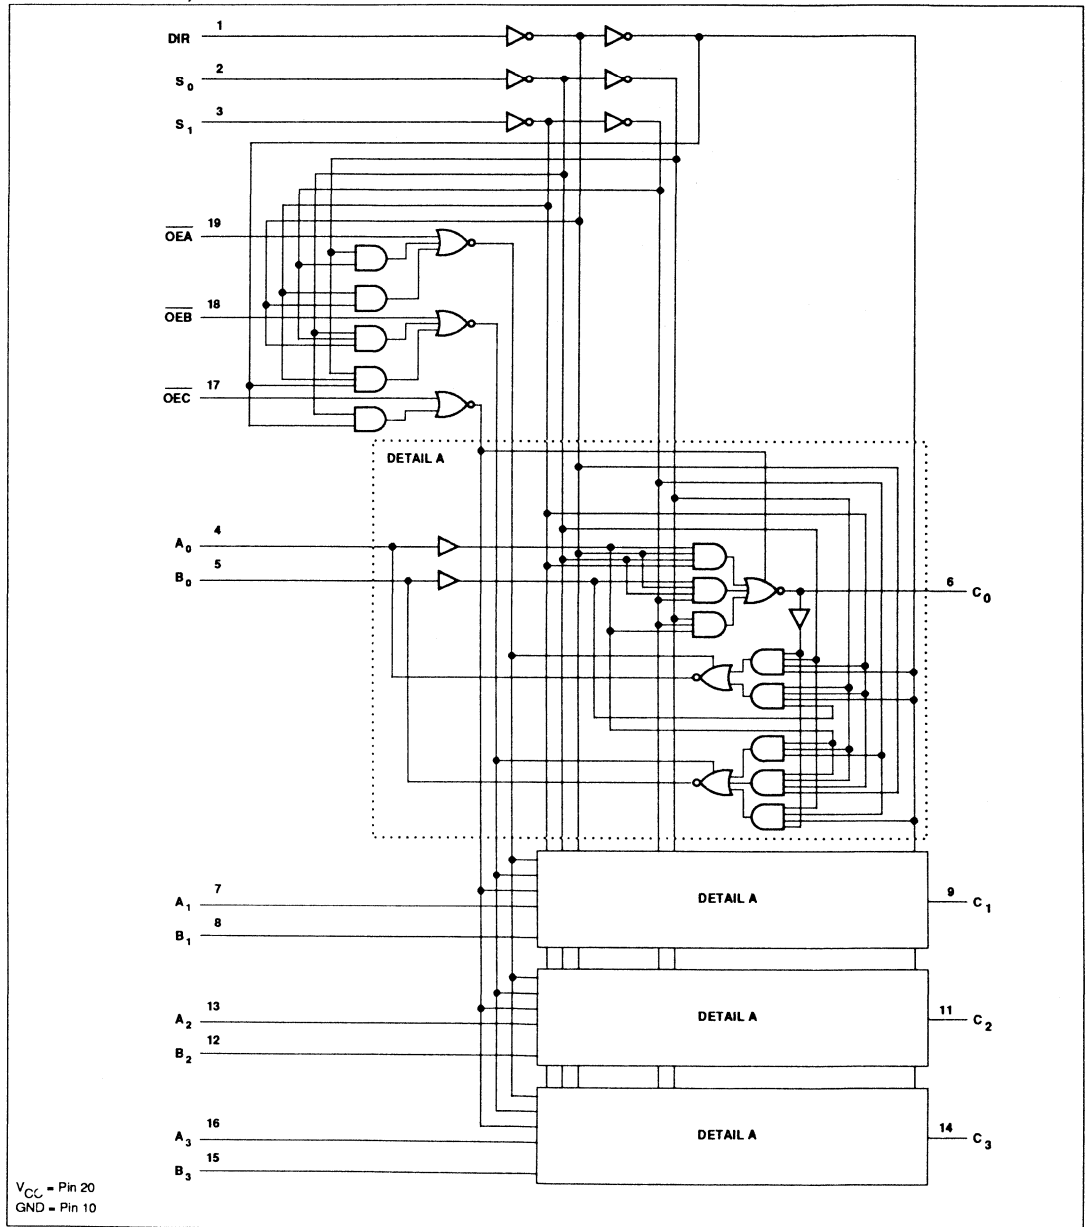 DIR 1
S0 2
S1 3
OEA 19
OEB 18
OEC 17
DETAIL A
A0 4
B0 5
6 C0
A1 7
B1 8
DETAIL A
9 C1
A2 13
B2 12
DETAIL A
11 C2
A3 16
B3 15
DETAIL A
14 C3
VCC = Pin 20
GND = Pin 10